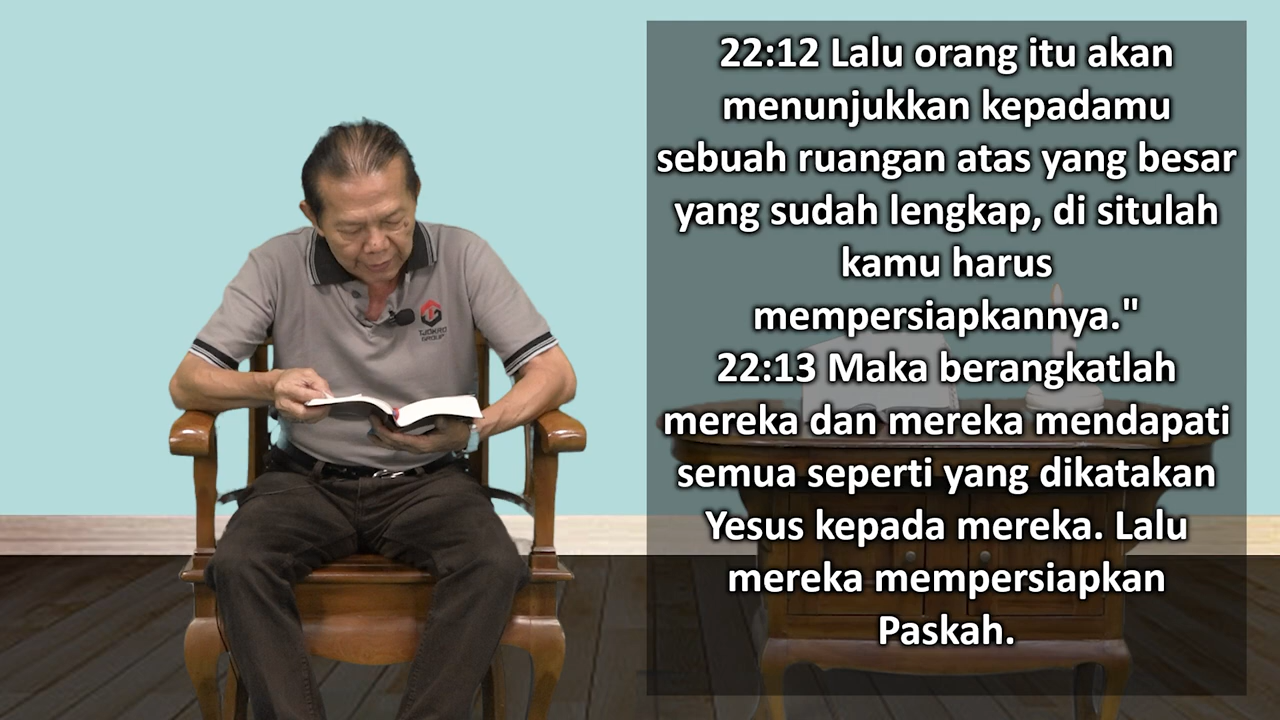 22:12 Lalu orang itu akan
menunjukkan kepadamu
sebuah ruangan atas yang besar
yang sudah lengkap, di situlah
kamu harus
mempersiapkannya."
22:13 Maka berangkatlah
mereka dan mereka mendapati
semua seperti yang dikatakan
Yesus kepada mereka. Lalu
mereka mempersiapkan
Paskah.
TJOKRO
GROUP